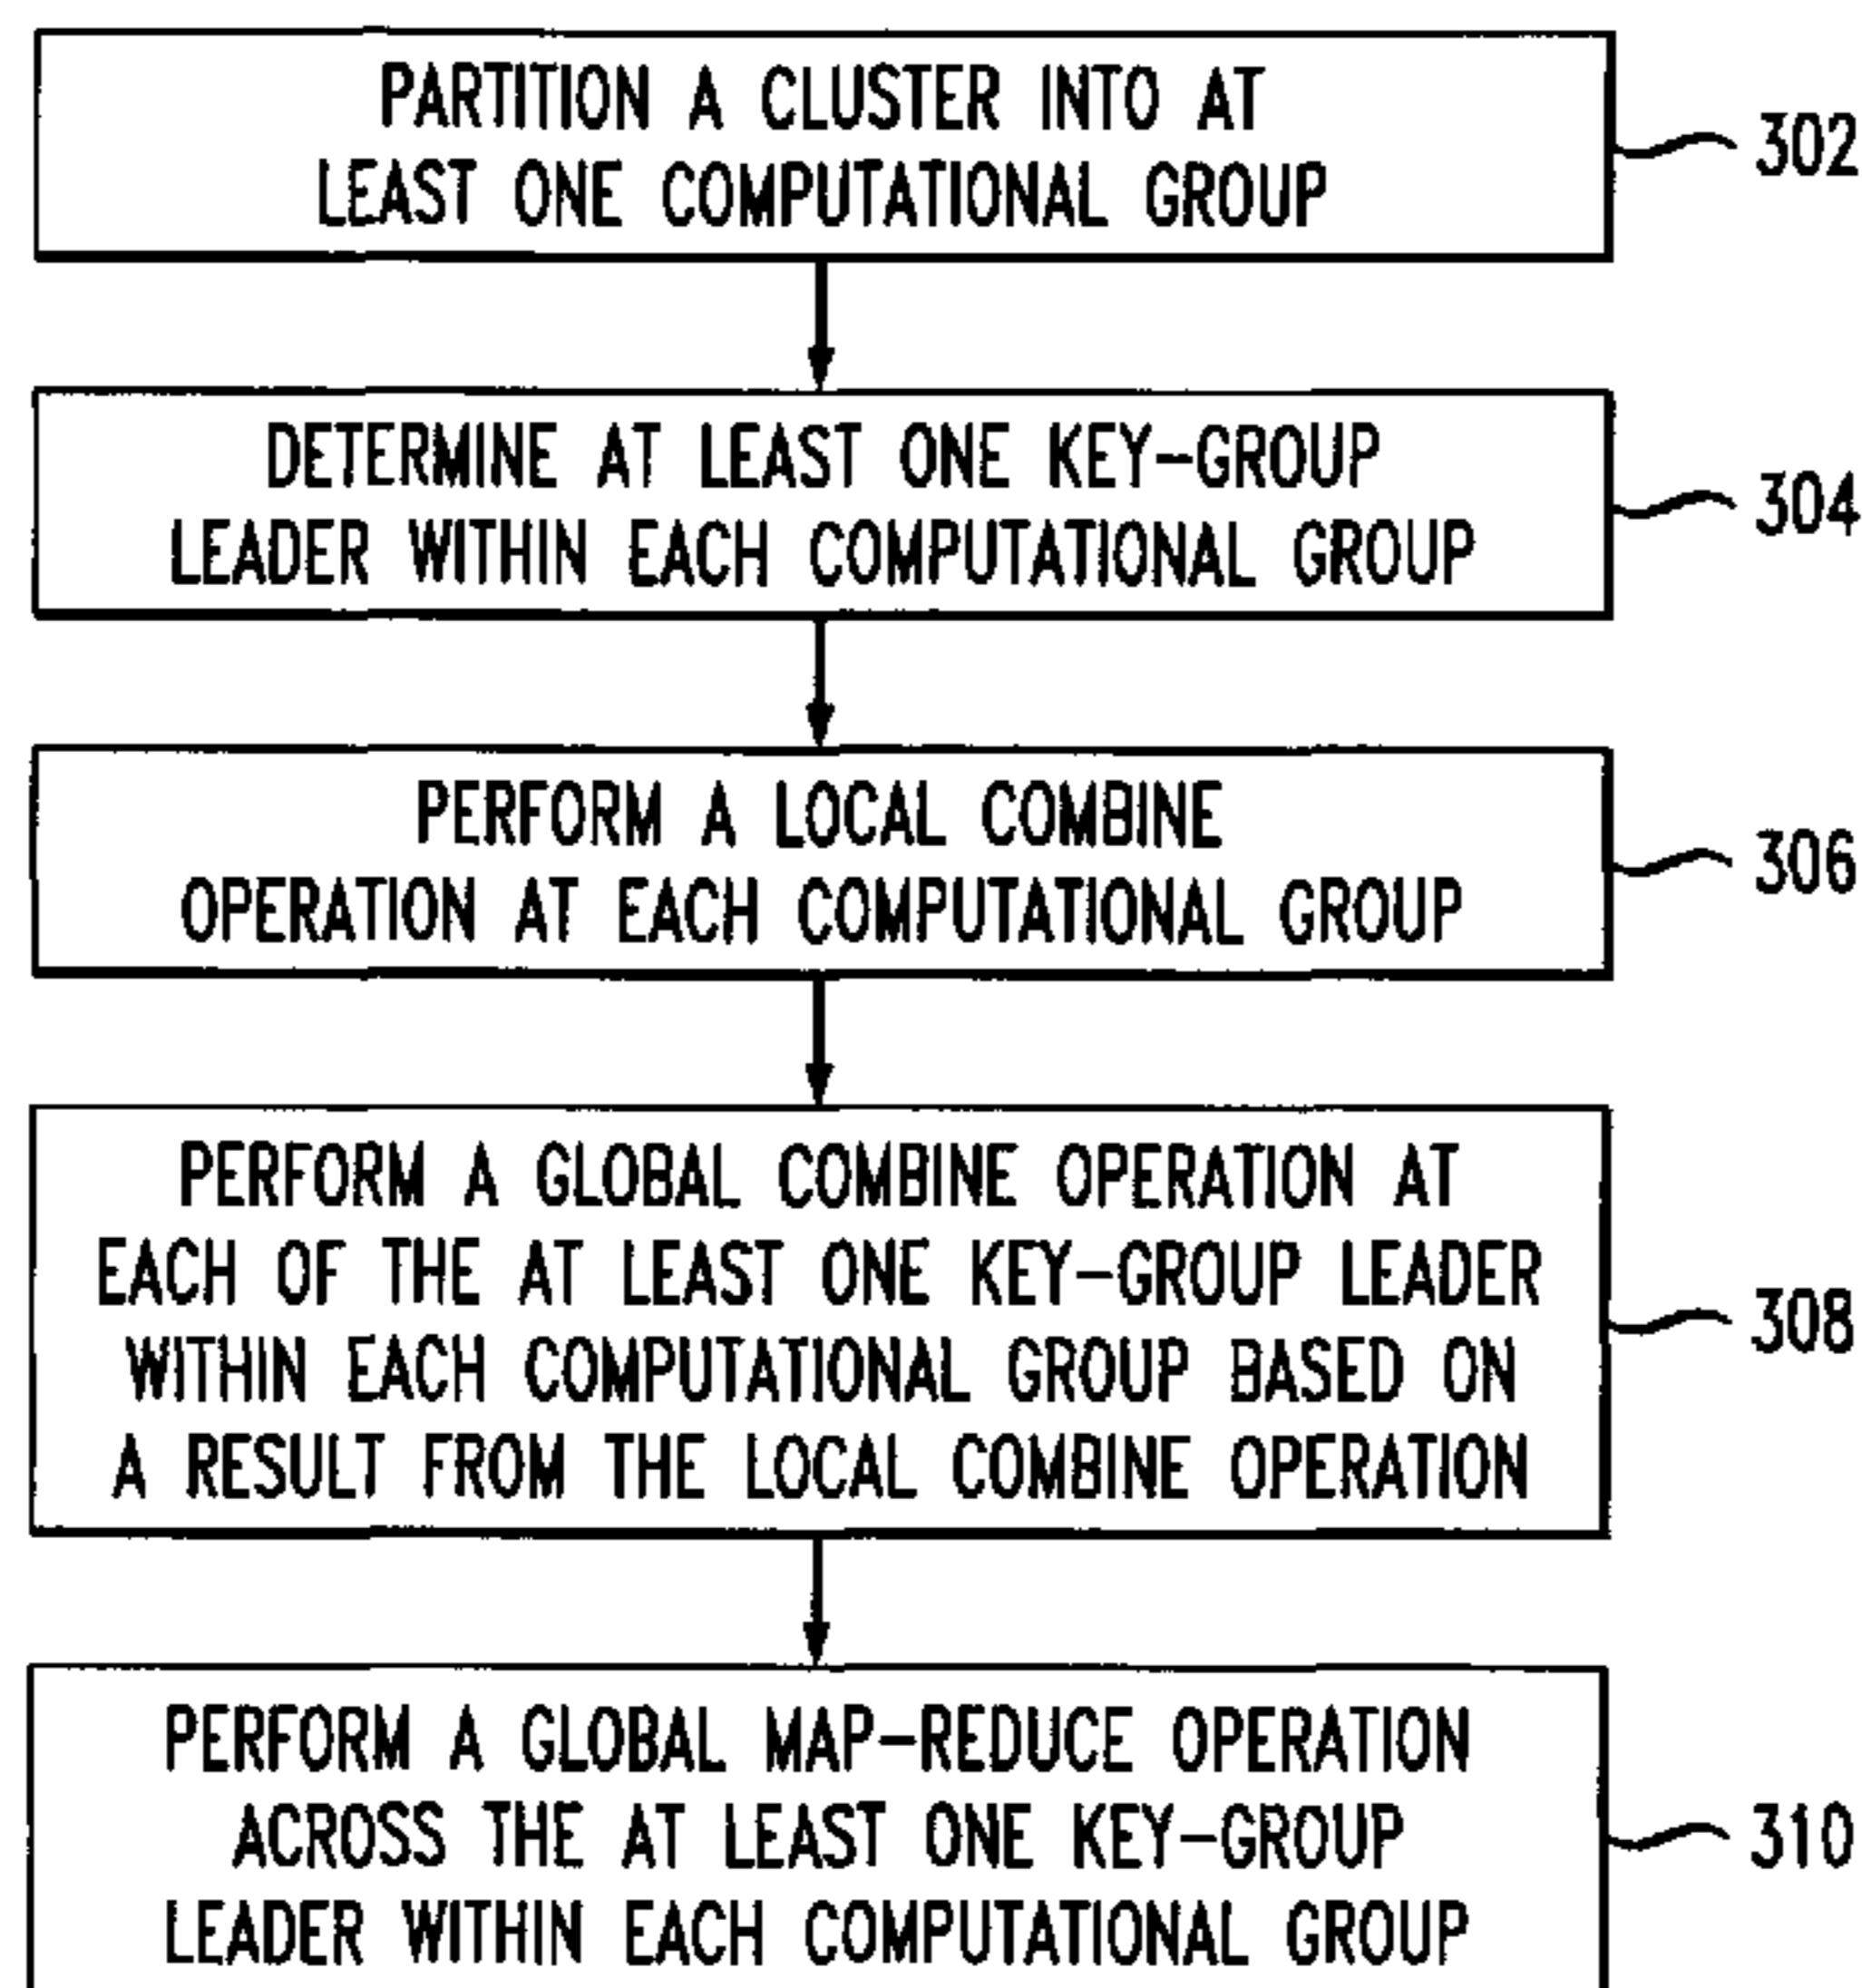 PARTITION A CLUSTER INTO AT
LEAST ONE COMPUTATIONAL GROUP
302
DETERMINE AT LEAST ONE KEY-GROUP
LEADER WITHIN EACH COMPUTATIONAL GROUP
304
PERFORM A LOCAL COMBINE
OPERATION AT EACH COMPUTATIONAL GROUP
306
PERFORM A GLOBAL COMBINE OPERATION AT
EACH OF THE AT LEAST ONE KEY-GROUP LEADER
WITHIN EACH COMPUTATIONAL GROUP BASED ON
A RESULT FROM THE LOCAL COMBINE OPERATION
308
PERFORM A GLOBAL MAP-REDUCE OPERATION
ACROSS THE AT LEAST ONE KEY-GROUP
LEADER WITHIN EACH COMPUTATIONAL GROUP
310